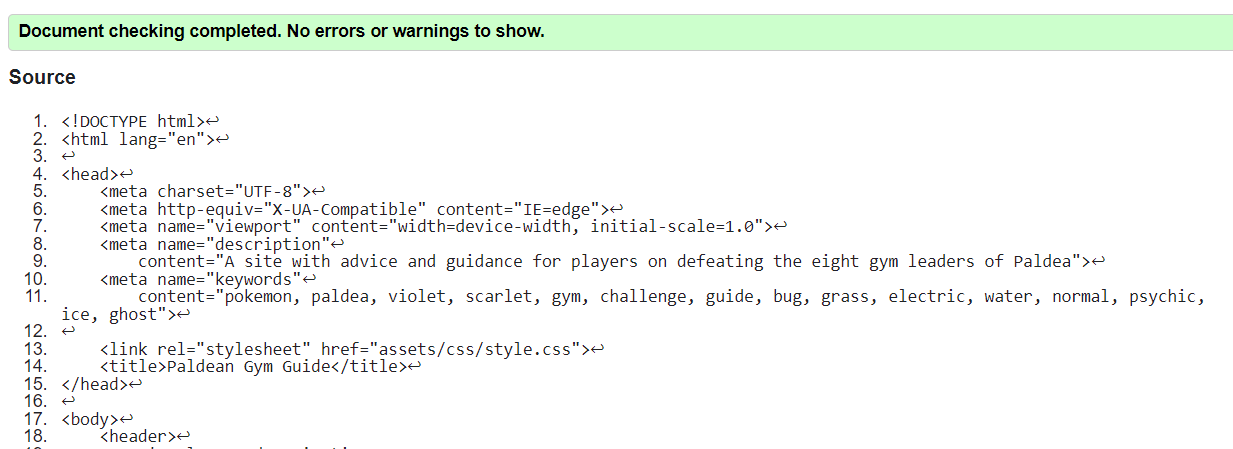 Document checking completed. No errors or warnings to show.
Source
1. <!DOCTYPE html>↩
2. <html lang="en">↩
3. ↩
4. <head>↩
5.     <meta charset="UTF-8">↩
6.     <meta http-equiv="X-UA-Compatible" content="IE=edge">↩
7.     <meta name="viewport" content="width=device-width, initial-scale=1.0">↩
8.     <meta name="description"↩
9.         content="A site with advice and guidance for players on defeating the eight gym leaders of Paldea">↩
10.     <meta name="keywords"↩
11.         content="pokemon, paldea, violet, scarlet, gym, challenge, guide, bug, grass, electric, water, normal, psychic,
ice, ghost">↩
12. ↩
13.     <link rel="stylesheet" href="assets/css/style.css">↩
14.     <title>Paldean Gym Guide</title>↩
15. </head>↩
16. ↩
17. <body>↩
18.     <header>↩